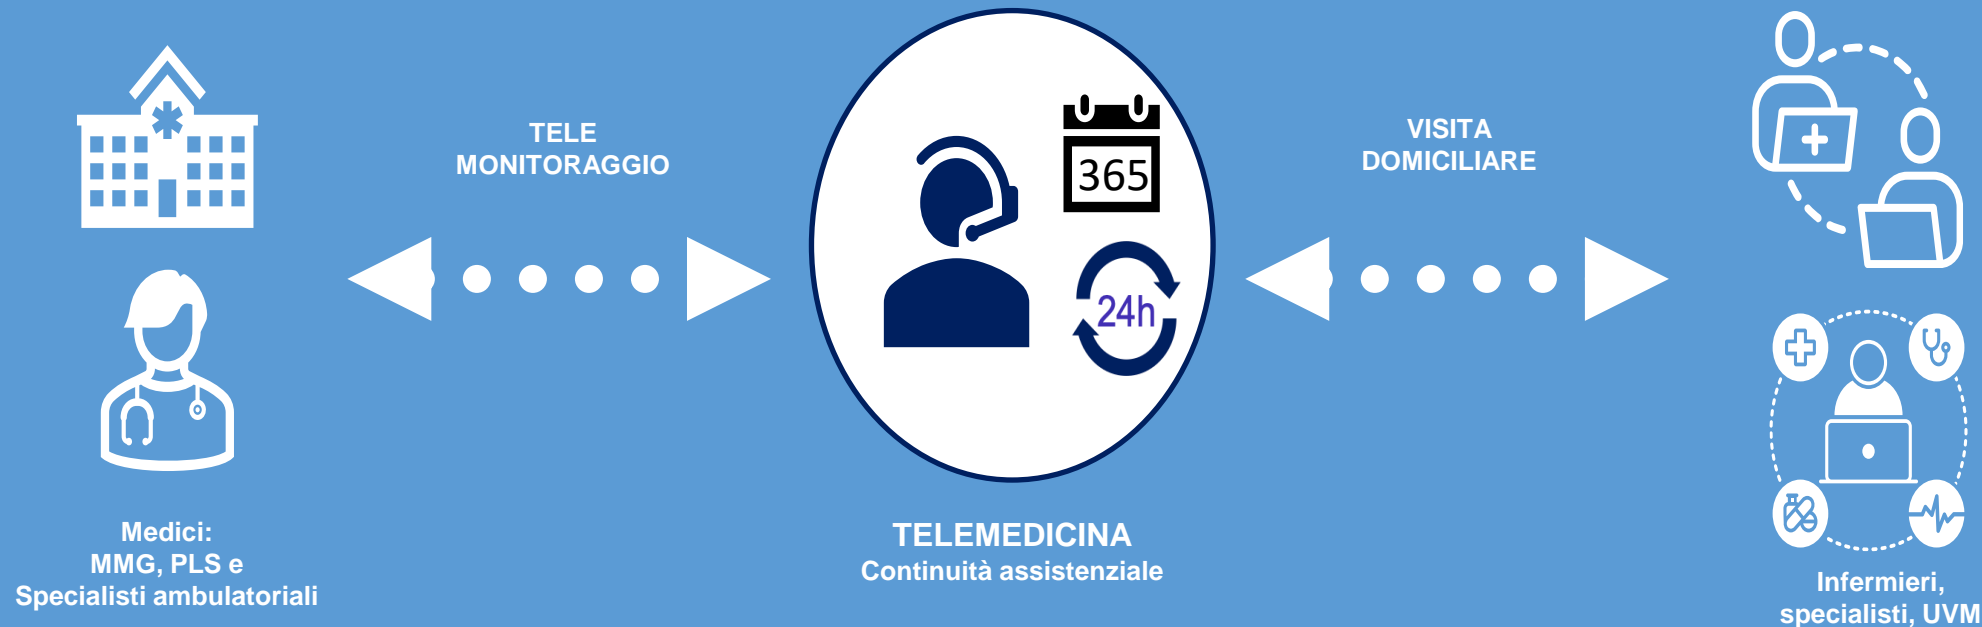 TELE
MONITORAGGIO
365
24h
VISITA
DOMICILIARE
Medici:
MMG, PLS e
Specialisti ambulatoriali
TELEMEDICINA
Continuità assistenziale
Infermieri,
specialisti, UVM